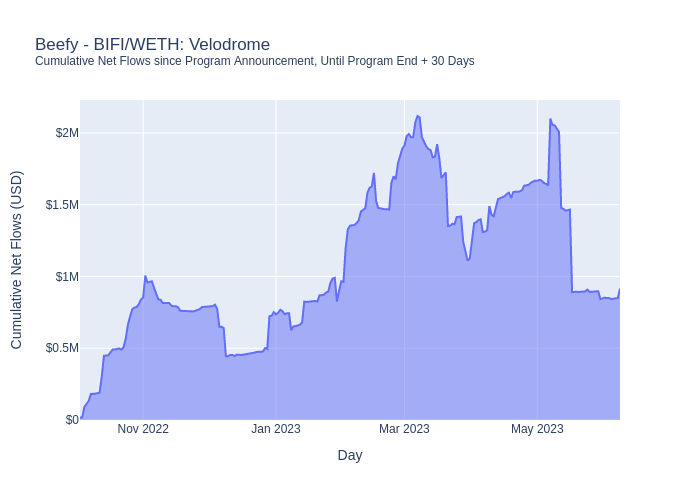 Beefy - BIFI/WETH: Velodrome
Cumulative Net Flows since Program Announcement, Until Program End + 30 Days
Cumulative Net Flows (USD)
$2M
$1.5M
$1M
$0.5M
$0
Nov 2022
Jan 2023
Mar 2023
May 2023
Day